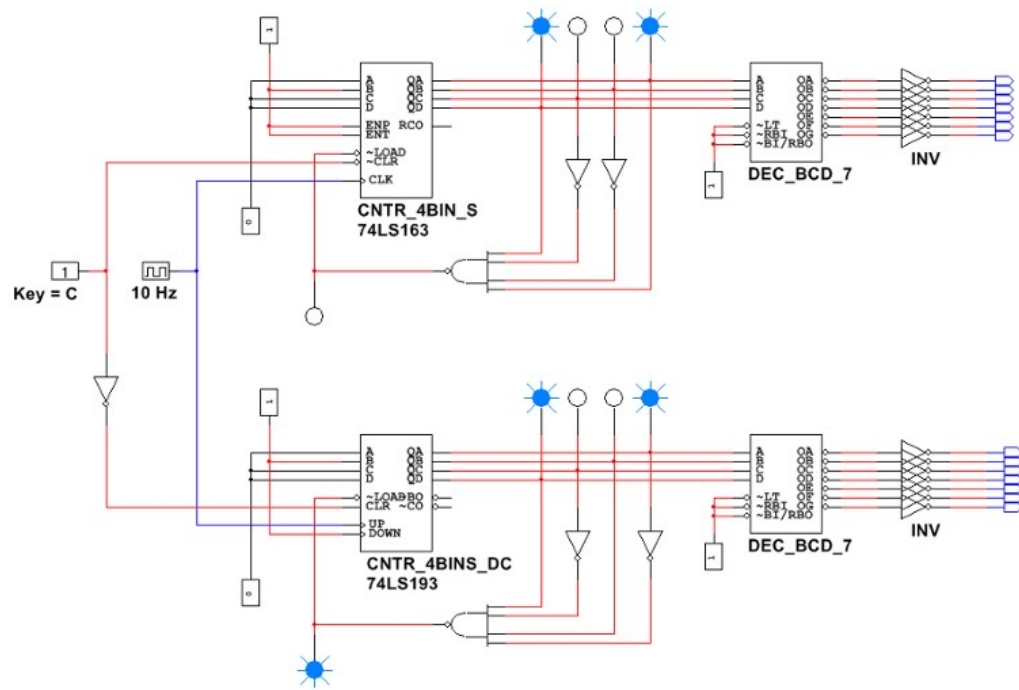 1
A QA
B QB
C QC
D QD
ENP RCO
ENT
~LOAD
~CLR
CLK
CNTR_4BIN_S
74LS163
0
A OA
B OB
C OC
D OD
~LT OE
~RBI OF
~BI/RBO OG
DEC_BCD_7
1
INV
1
Key = C
10 Hz
1
A QA
B QB
C QC
D QD
~LOAD ~BO
CLR ~CO
UP
DOWN
CNTR_4BINS_DC
74LS193
0
A OA
B OB
C OC
D OD
~LT OE
~RBI OF
~BI/RBO OG
DEC_BCD_7
1
INV